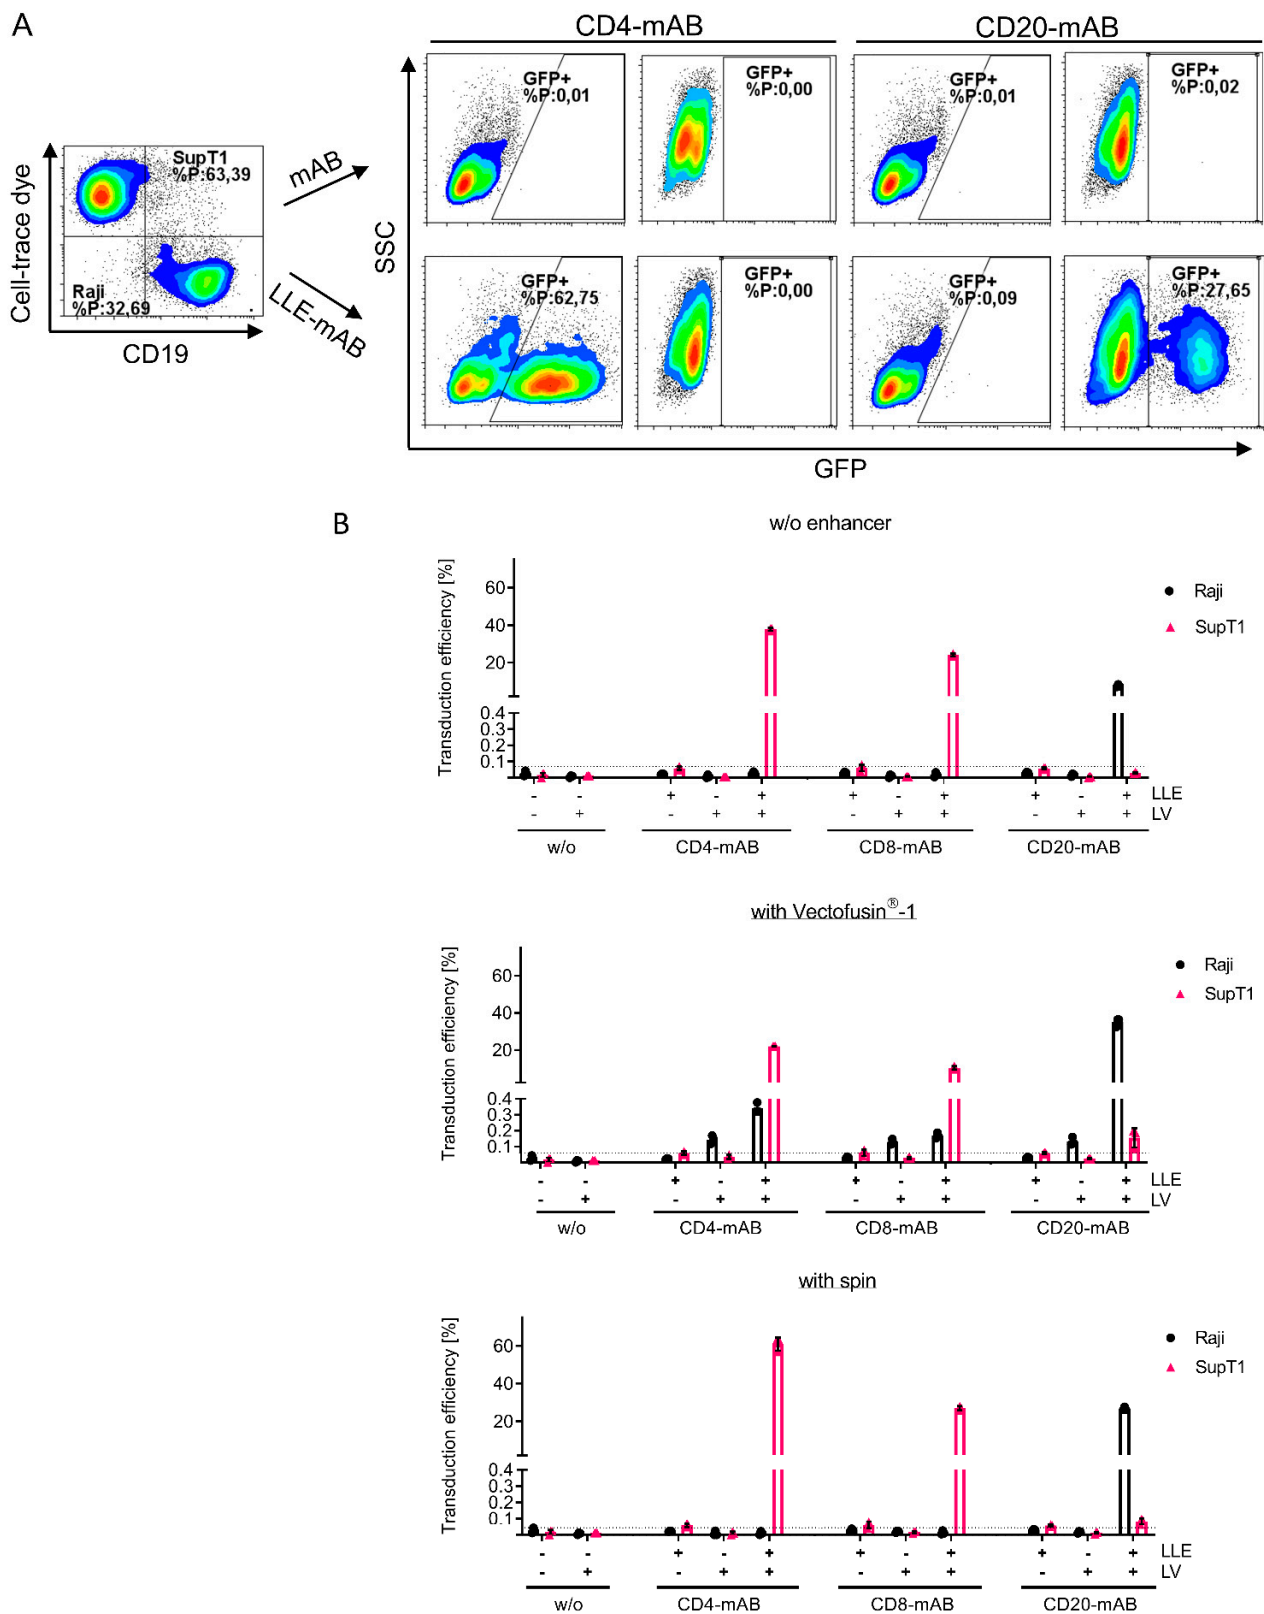 A
CD4-mAB
CD20-mAB
GFP+
%P:0,01
GFP+
%P:0,00
GFP+
%P:0,01
GFP+
%P:0,02
SupT1
%P:63,39
Raji
%P:32,69
Cell-trace dye
CD19
mAB
LLE-mAB
SSC
GFP+
%P:62,75
GFP+
%P:0,00
GFP+
%P:0,09
GFP+
%P:27,65
GFP
B
w/o enhancer
Transduction efficiency [%]
60
40
20
0.4
0.3
0.2
0.1
Raji
SupT1
- - + - + + - + + - + LLE
- + - + + - + + - + + LV
w/o CD4-mAB CD8-mAB CD20-mAB
with Vectofusin®-1
Transduction efficiency [%]
60
40
20
0.4
0.3
0.2
0.1
Raji
SupT1
- - + - + + - + + - + LLE
- + - + + - + + - + + LV
w/o CD4-mAB CD8-mAB CD20-mAB
with spin
Transduction efficiency [%]
60
40
20
0.4
0.3
0.2
0.1
Raji
SupT1
- - + - + + - + + - + LLE
- + - + + - + + - + + LV
w/o CD4-mAB CD8-mAB CD20-mAB